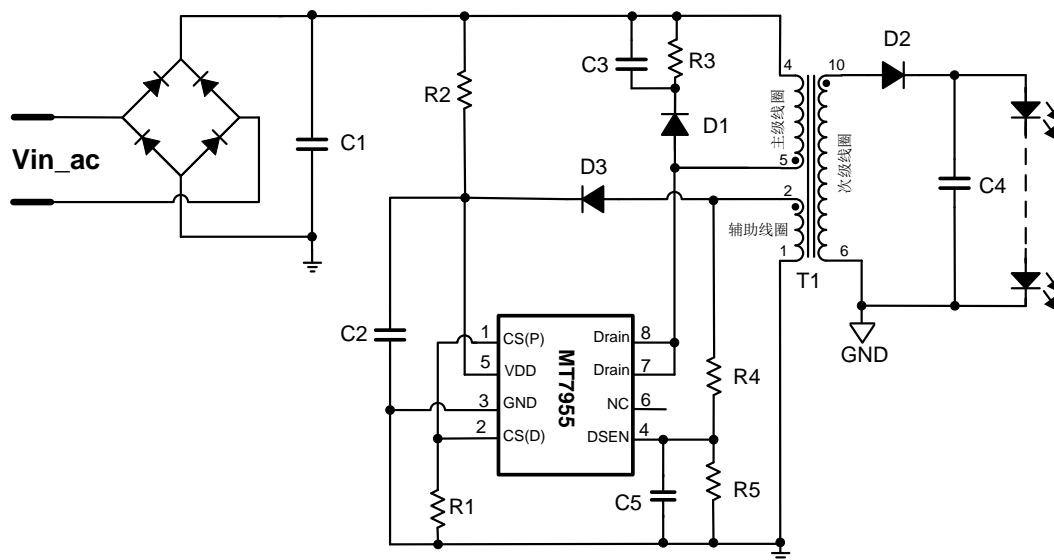 Vin_ac
C1
R2
C3
R3
D1
D3
4
主级线圈
5
2
辅助线圈
1
T1
10
次级线圈
6
D2
C4
GND
C2
1
CS(P)
5
VDD
3
GND
2
CS(D)
MT7955
Drain
8
Drain
7
NC
6
DSEN
4
R1
R4
C5
R5